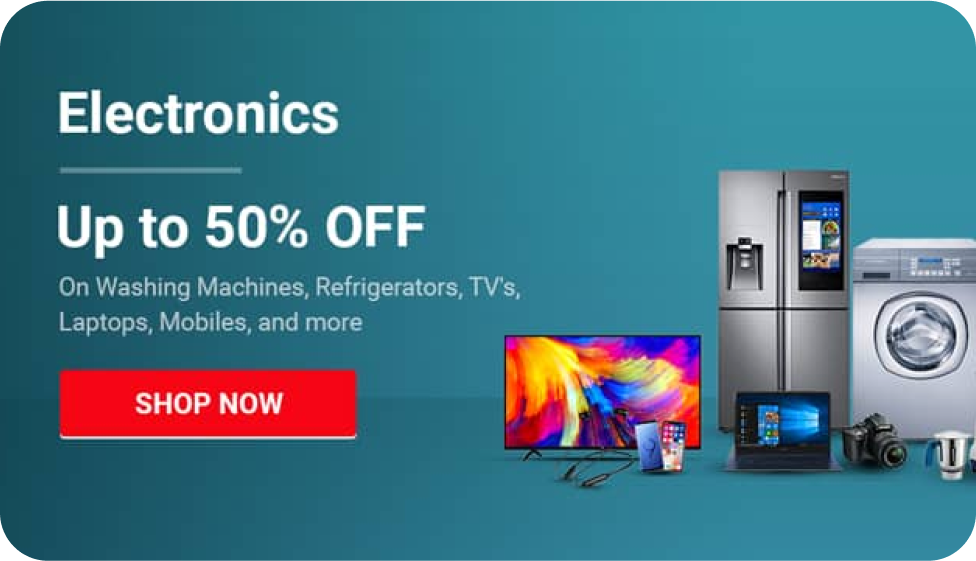 Electronics
Up to 50% OFF
On Washing Machines, Refrigerators, TV's,
Laptops, Mobiles, and more
SHOP NOW